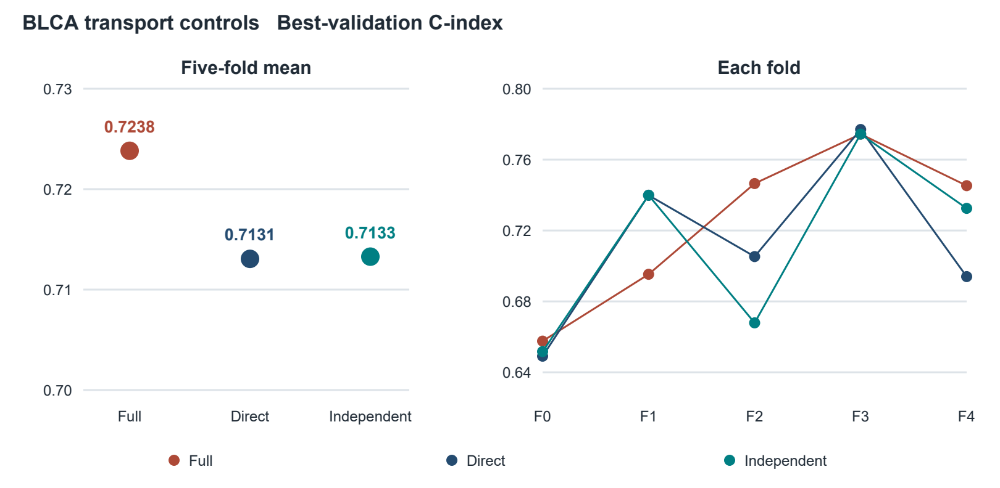 BLCA transport controls   Best-validation C-index
Five-fold mean
0.73
0.72
0.71
0.70
0.7238
0.7131
0.7133
Full
Direct
Independent
Each fold
0.80
0.76
0.72
0.68
0.64
F0
F1
F2
F3
F4
Full
Direct
Independent